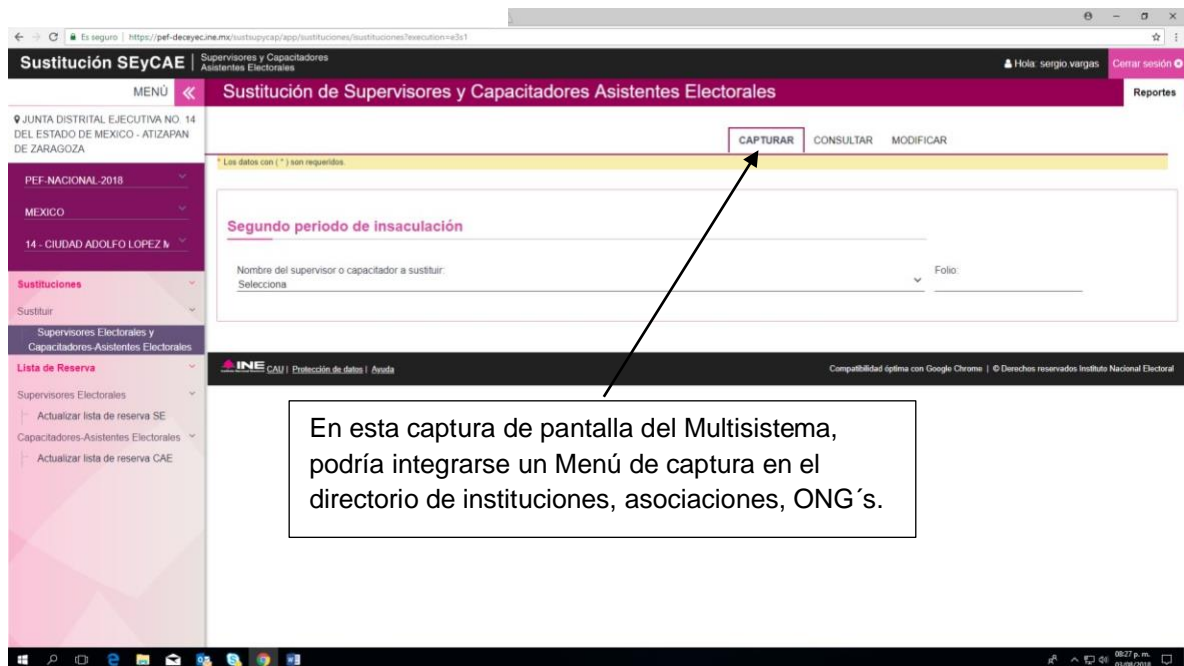 Es seguro | https://pef-deceyec.ine.mx/sustsupycap/app/sustituciones/sustituciones?execution=e3s1
Sustitución SEyCAE | Supervisores y Capacitadores
Asistentes Electorales
Hola: sergio.vargas
Cerrar sesión
MENÚ
Sustitución de Supervisores y Capacitadores Asistentes Electorales
Reportes
JUNTA DISTRITAL EJECUTIVA NO. 14
DEL ESTADO DE MEXICO - ATIZAPAN
DE ZARAGOZA
CAPTURAR CONSULTAR MODIFICAR
* Los datos con ( * ) son requeridos.
PEF-NACIONAL-2018
MEXICO
14 - CIUDAD ADOLFO LOPEZ M
Segundo periodo de insaculación
Nombre del supervisor o capacitador a sustituir:
Selecciona
Folio:
Sustituciones
Sustituir
Supervisores Electorales y
Capacitadores-Asistentes Electorales
Lista de Reserva
Supervisores Electorales
Actualizar lista de reserva SE
Capacitadores-Asistentes Electorales
Actualizar lista de reserva CAE
INE CAU | Protección de datos | Ayuda
Compatibilidad óptima con Google Chrome | © Derechos reservados Instituto Nacional Electoral
En esta captura de pantalla del Multisistema,
podría integrarse un Menú de captura en el
directorio de instituciones, asociaciones, ONG´s.
08:27 p. m.
03/08/2018